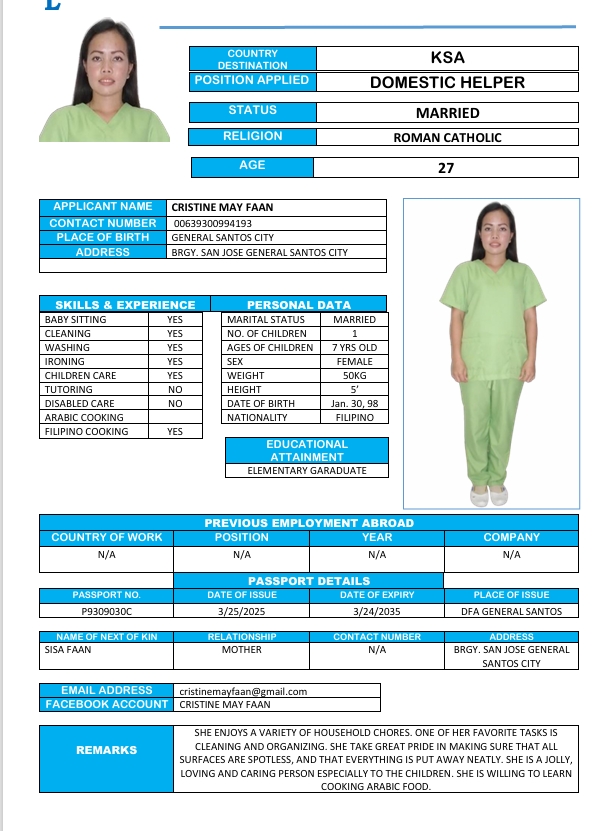 L
COUNTRY DESTINATION KSA
POSITION APPLIED DOMESTIC HELPER
STATUS MARRIED
RELIGION ROMAN CATHOLIC
AGE 27
APPLICANT NAME CRISTINE MAY FAAN
CONTACT NUMBER 00639300994193
PLACE OF BIRTH GENERAL SANTOS CITY
ADDRESS BRGY. SAN JOSE GENERAL SANTOS CITY
SKILLS & EXPERIENCE
BABY SITTING YES
CLEANING YES
WASHING YES
IRONING YES
CHILDREN CARE YES
TUTORING NO
DISABLED CARE NO
ARABIC COOKING
FILIPINO COOKING YES
PERSONAL DATA
MARITAL STATUS MARRIED
NO. OF CHILDREN 1
AGES OF CHILDREN 7 YRS OLD
SEX FEMALE
WEIGHT 50KG
HEIGHT 5’
DATE OF BIRTH Jan. 30, 98
NATIONALITY FILIPINO
EDUCATIONAL
ATTAINMENT
ELEMENTARY GARADUATE
PREVIOUS EMPLOYMENT ABROAD
COUNTRY OF WORK POSITION YEAR COMPANY
N/A N/A N/A N/A
PASSPORT DETAILS
PASSPORT NO. DATE OF ISSUE DATE OF EXPIRY PLACE OF ISSUE
P9309030C 3/25/2025 3/24/2035 DFA GENERAL SANTOS
NAME OF NEXT OF KIN RELATIONSHIP CONTACT NUMBER ADDRESS
SISA FAAN MOTHER N/A BRGY. SAN JOSE GENERAL
SANTOS CITY
EMAIL ADDRESS cristinemayfaan@gmail.com
FACEBOOK ACCOUNT CRISTINE MAY FAAN
REMARKS
SHE ENJOYS A VARIETY OF HOUSEHOLD CHORES. ONE OF HER FAVORITE TASKS IS
CLEANING AND ORGANIZING. SHE TAKE GREAT PRIDE IN MAKING SURE THAT ALL
SURFACES ARE SPOTLESS, AND THAT EVERYTHING IS PUT AWAY NEATLY. SHE IS A JOLLY,
LOVING AND CARING PERSON ESPECIALLY TO THE CHILDREN. SHE IS WILLING TO LEARN
COOKING ARABIC FOOD.